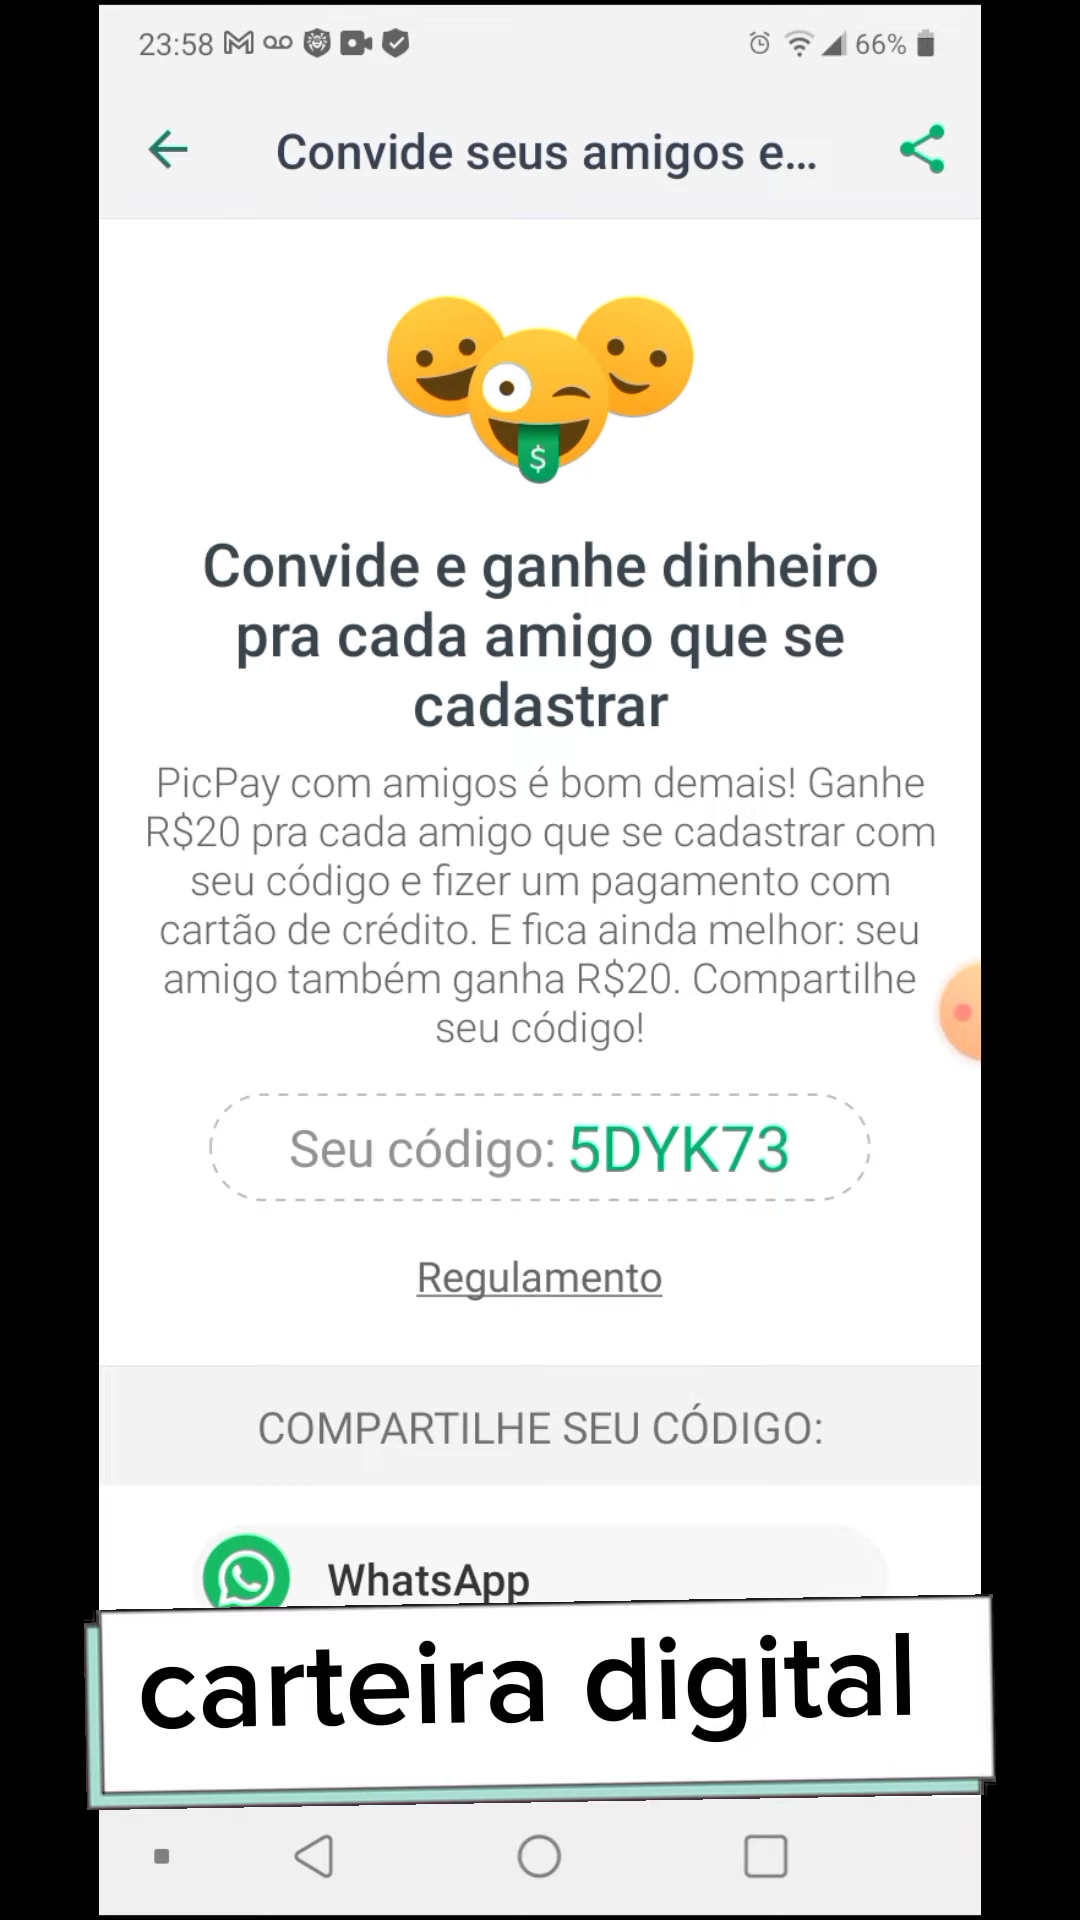 23:58
66%
Convide seus amigos e...
$
Convide e ganhe dinheiro
pra cada amigo que se
cadastrar
PicPay com amigos é bom demais! Ganhe
R$20 pra cada amigo que se cadastrar com
seu código e fizer um pagamento com
cartão de crédito. E fica ainda melhor: seu
amigo também ganha R$20. Compartilhe
seu código!
Seu código: 5DYK73
Regulamento
COMPARTILHE SEU CÓDIGO:
WhatsApp
carteira digital